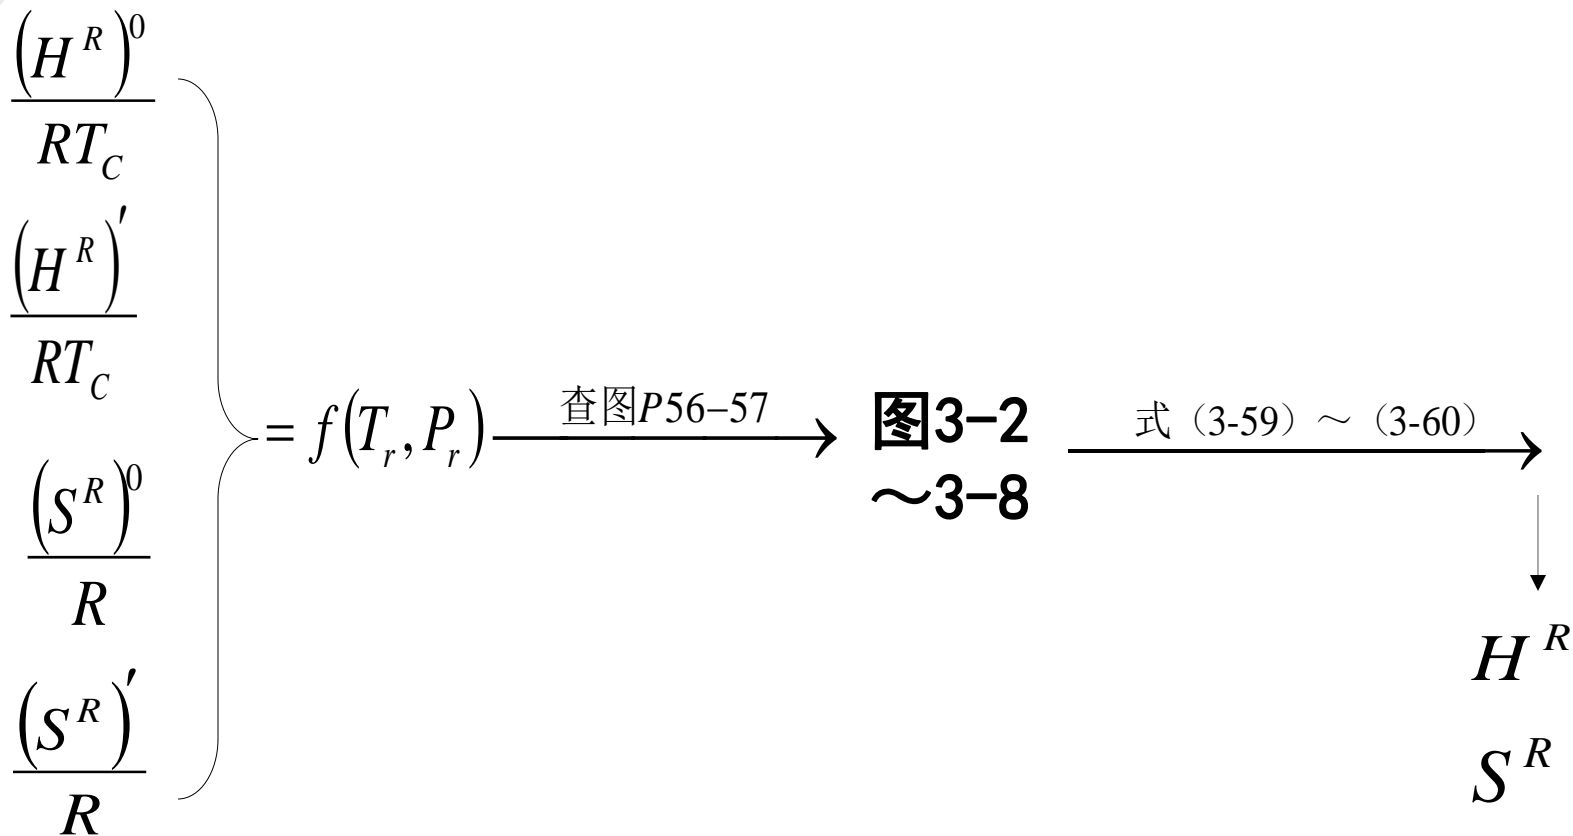 (H^R)^0
RT_C
(H^R)′
RT_C
(S^R)^0
R
(S^R)′
R
= f(T_r, P_r)
查图P56–57
图3–2
～3–8
式（3-59）～（3-60）
H^R
S^R